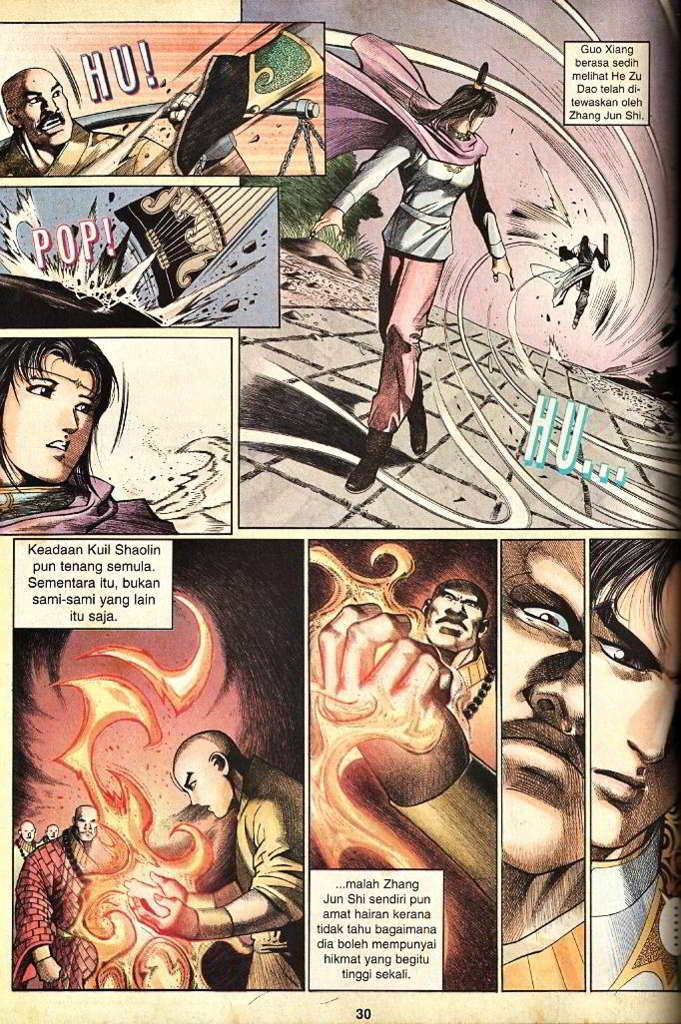 HU!
Guo Xiang
berasa sedih
melihat He Zu
Dao telah di-
tewaskan oleh
Zhang Jun Shi.
POP!
HU...
Keadaan Kuil Shaolin
pun tenang semula.
Sementara itu, bukan
sami-sami yang lain
itu saja.
...malah Zhang
Jun Shi sendiri pun
amat hairan kerana
tidak tahu bagaimana
dia boleh mempunyai
hikmat yang begitu
tinggi sekali.
30